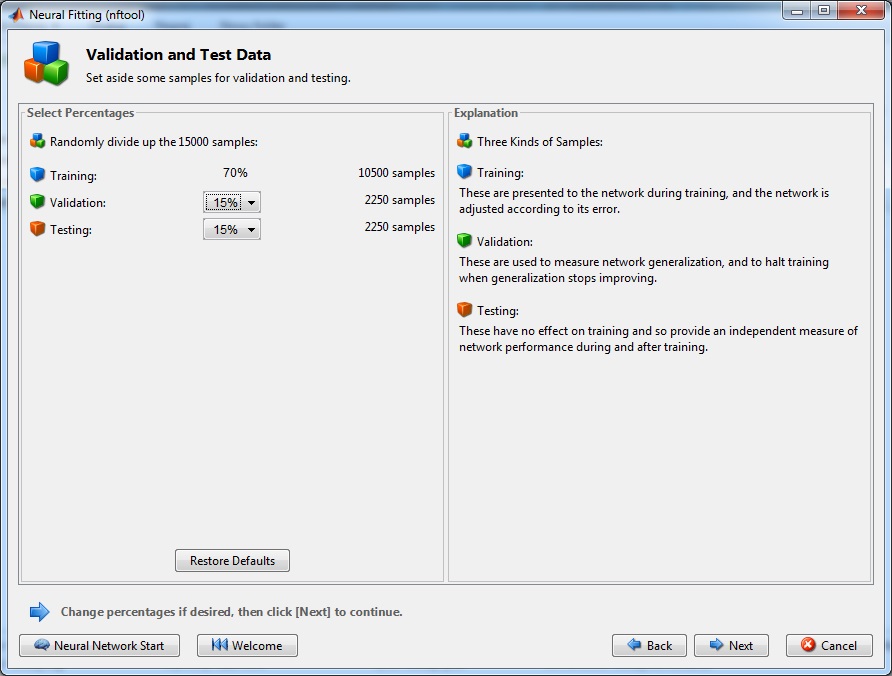 Neural Fitting (nftool)
Validation and Test Data
Set aside some samples for validation and testing.
Select Percentages
Randomly divide up the 15000 samples:
Training: 70% 10500 samples
Validation: 15% 2250 samples
Testing: 15% 2250 samples
Restore Defaults
Explanation
Three Kinds of Samples:
Training:
These are presented to the network during training, and the network is
adjusted according to its error.
Validation:
These are used to measure network generalization, and to halt training
when generalization stops improving.
Testing:
These have no effect on training and so provide an independent measure of
network performance during and after training.
Change percentages if desired, then click [Next] to continue.
Neural Network Start Welcome Back Next Cancel